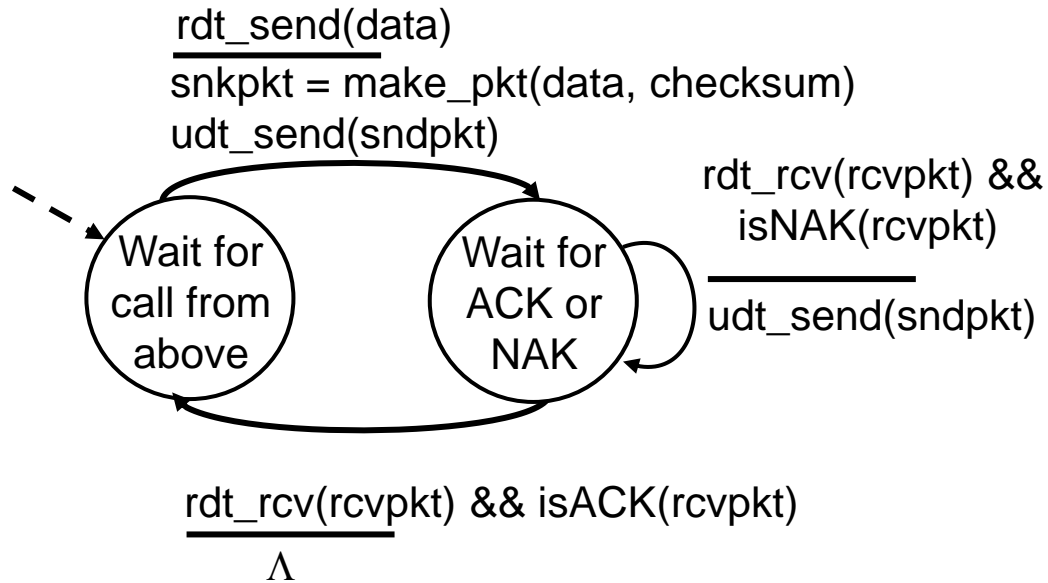 rdt_send(data)
snkpkt = make_pkt(data, checksum)
udt_send(sndpkt)
rdt_rcv(rcvpkt) &&
isNAK(rcvpkt)
udt_send(sndpkt)
Wait for
call from
above
Wait for
ACK or
NAK
rdt_rcv(rcvpkt) && isACK(rcvpkt)
Λ